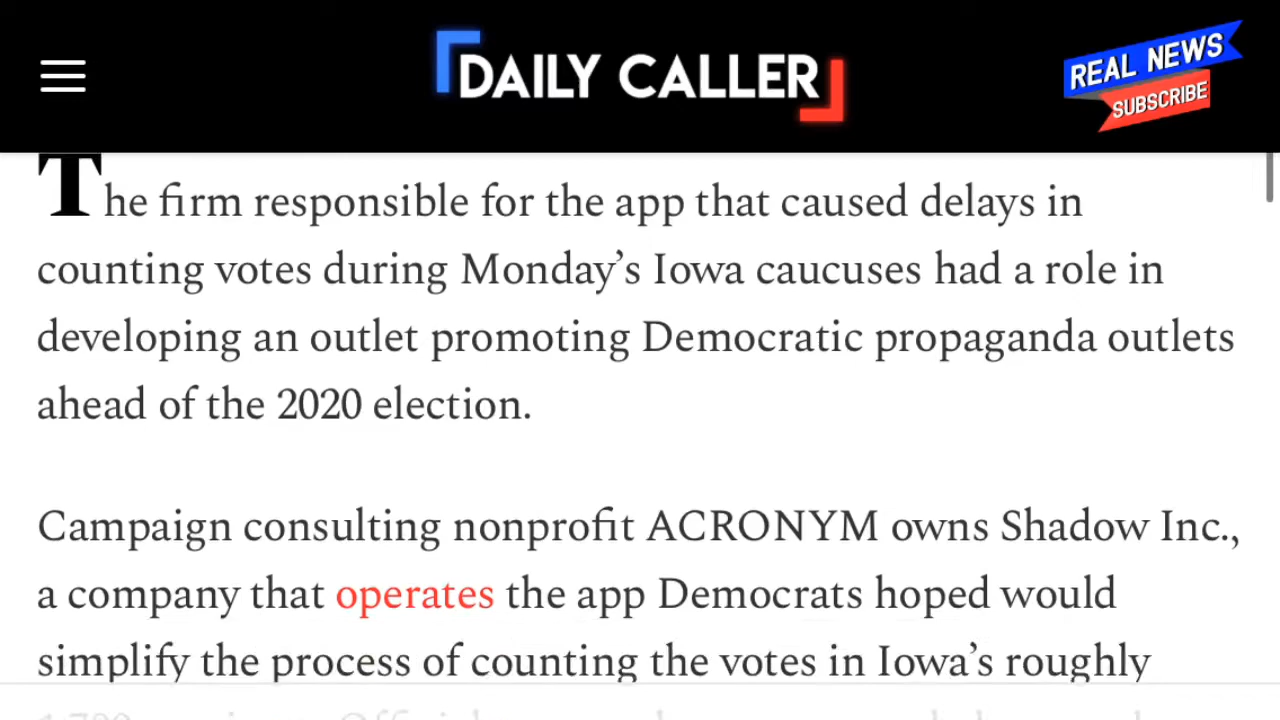 DAILY CALLER
REAL NEWS
SUBSCRIBE
The firm responsible for the app that caused delays in
counting votes during Monday’s Iowa caucuses had a role in
developing an outlet promoting Democratic propaganda outlets
ahead of the 2020 election.
Campaign consulting nonprofit ACRONYM owns Shadow Inc.,
a company that operates the app Democrats hoped would
simplify the process of counting the votes in Iowa’s roughly